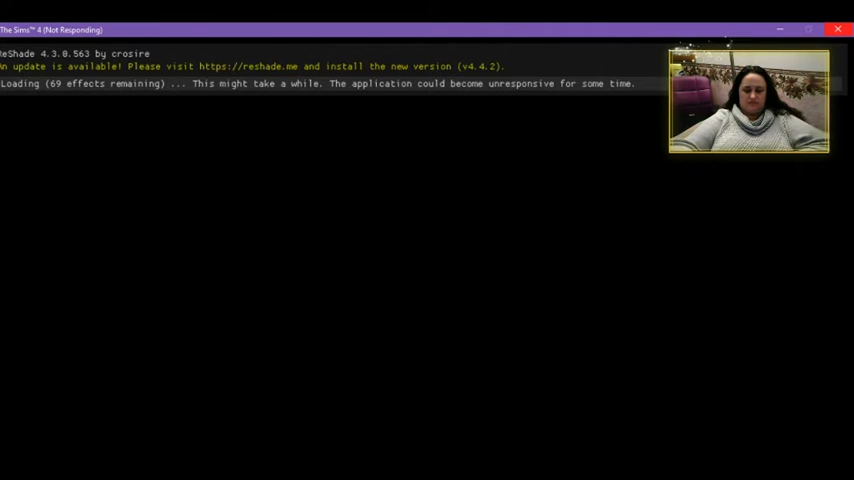 The Sims™ 4 (Not Responding)
ReShade 4.3.0.563 by crosire
An update is available! Please visit https://reshade.me and install the new version (v4.4.2).
Loading (69 effects remaining) ... This might take a while. The application could become unresponsive for some time.